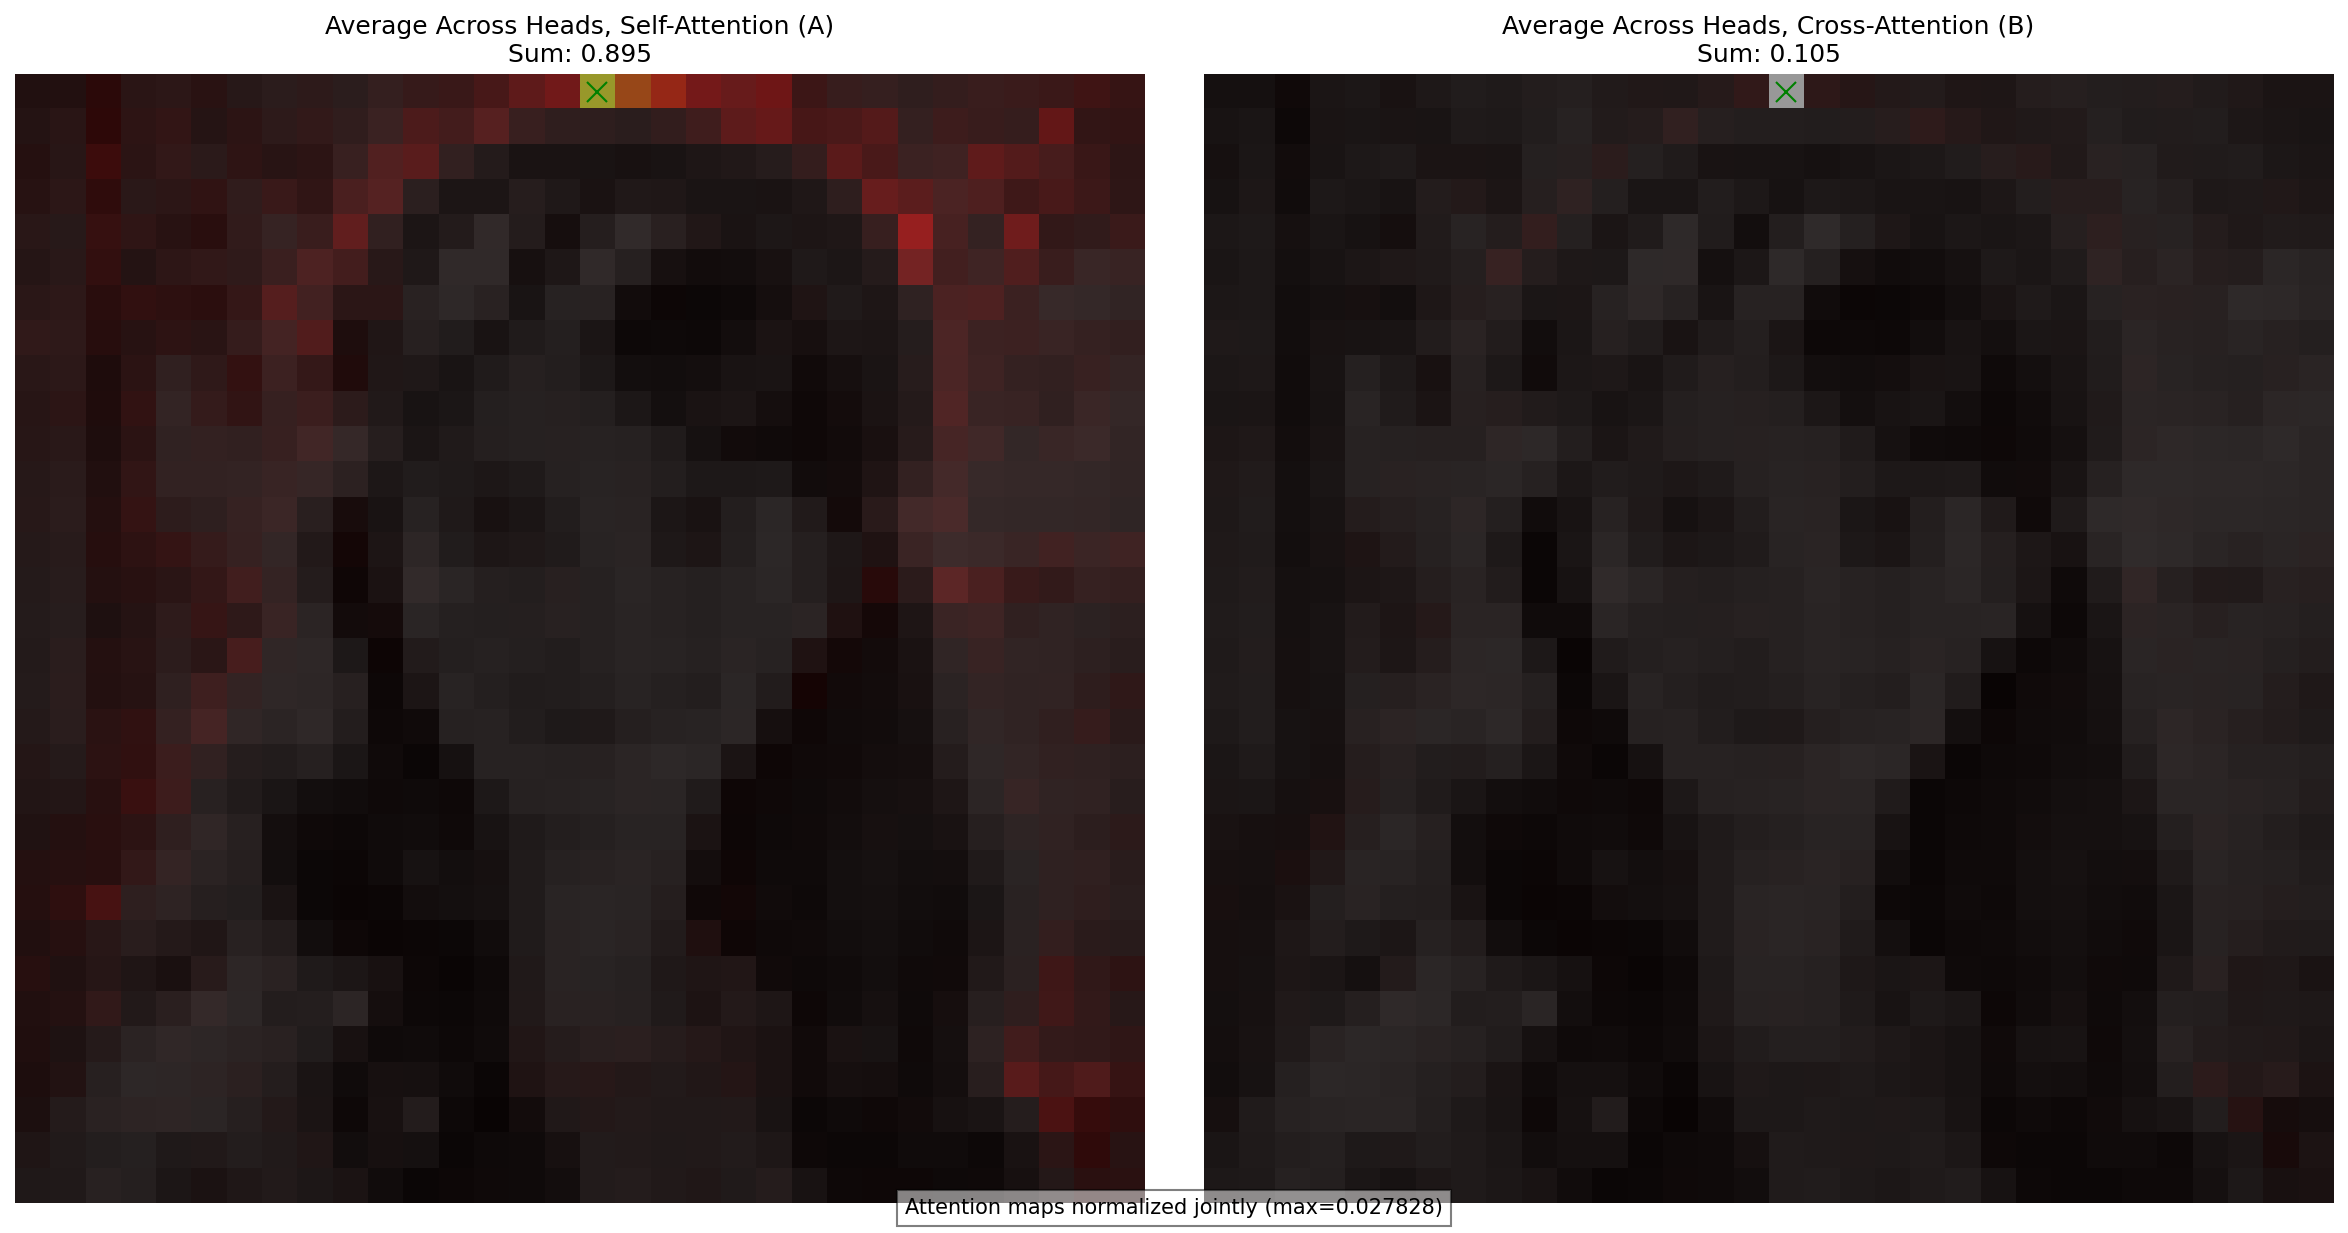 Average Across Heads, Self-Attention (A)
Sum: 0.895
Average Across Heads, Cross-Attention (B)
Sum: 0.105
Attention maps normalized jointly (max=0.027828)